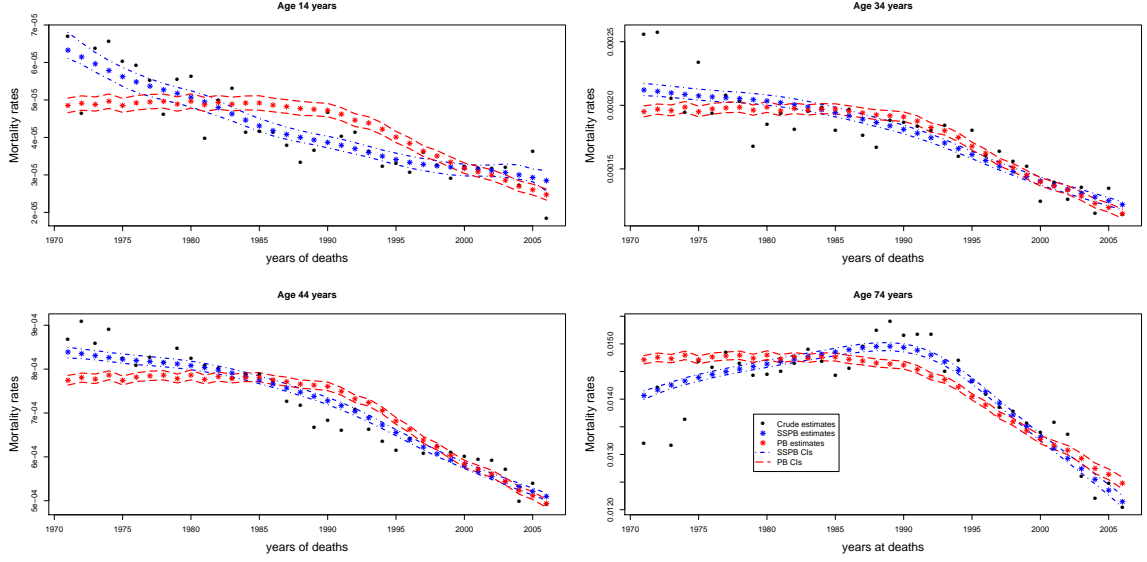 Age 14 years
Mortality rates
7e−05
6e−05
5e−05
4e−05
3e−05
2e−05
1970 1975 1980 1985 1990 1995 2000 2005
years of deaths
Age 34 years
Mortality rates
0.00025
0.00020
0.00015
1970 1975 1980 1985 1990 1995 2000 2005
years of deaths
Age 44 years
Mortality rates
9e−04
8e−04
7e−04
6e−04
5e−04
1970 1975 1980 1985 1990 1995 2000 2005
years of deaths
Age 74 years
Mortality rates
0.0150
0.0140
0.0130
0.0120
Crude estimates
SSPB estimates
PB estimates
SSPB CIs
PB CIs
1970 1975 1980 1985 1990 1995 2000 2005
years at deaths